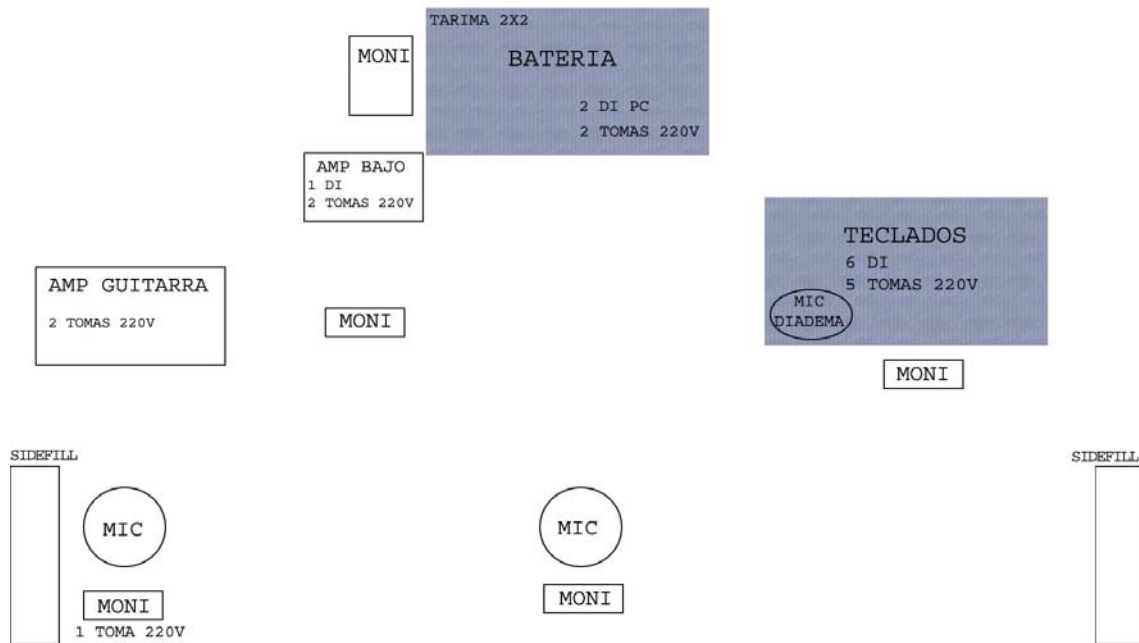 TARIMA 2X2
MONI
BATERIA
2 DI PC
2 TOMAS 220V
AMP BAJO
1 DI
2 TOMAS 220V
TECLADOS
6 DI
5 TOMAS 220V
MIC
DIADEMA
AMP GUITARRA
2 TOMAS 220V
MONI
MONI
SIDEFILL
SIDEFILL
MIC
MIC
MONI
1 TOMA 220V
MONI